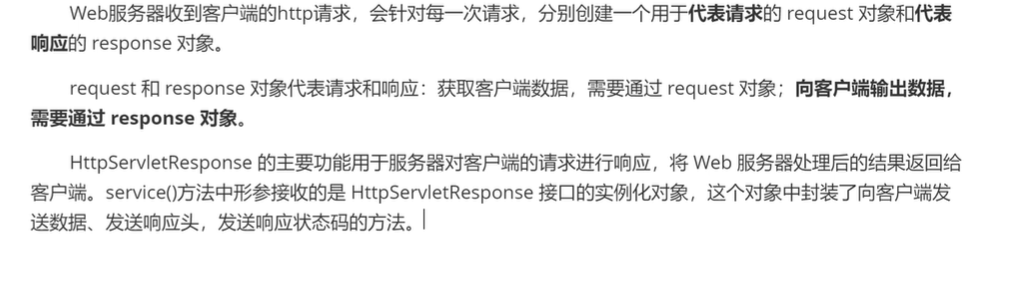 Web服务器收到客户端的http请求，会针对每一次请求，分别创建一个用于代表请求的 request 对象和代表
响应的 response 对象。
request 和 response 对象代表请求和响应：获取客户端数据，需要通过 request 对象；向客户端输出数据，
需要通过 response 对象。
HttpServletResponse 的主要功能用于服务器对客户端的请求进行响应，将 Web 服务器处理后的结果返回给
客户端。service()方法中形参接收的是 HttpServletResponse 接口的实例化对象，这个对象中封装了向客户端发
送数据、发送响应头，发送响应状态码的方法。